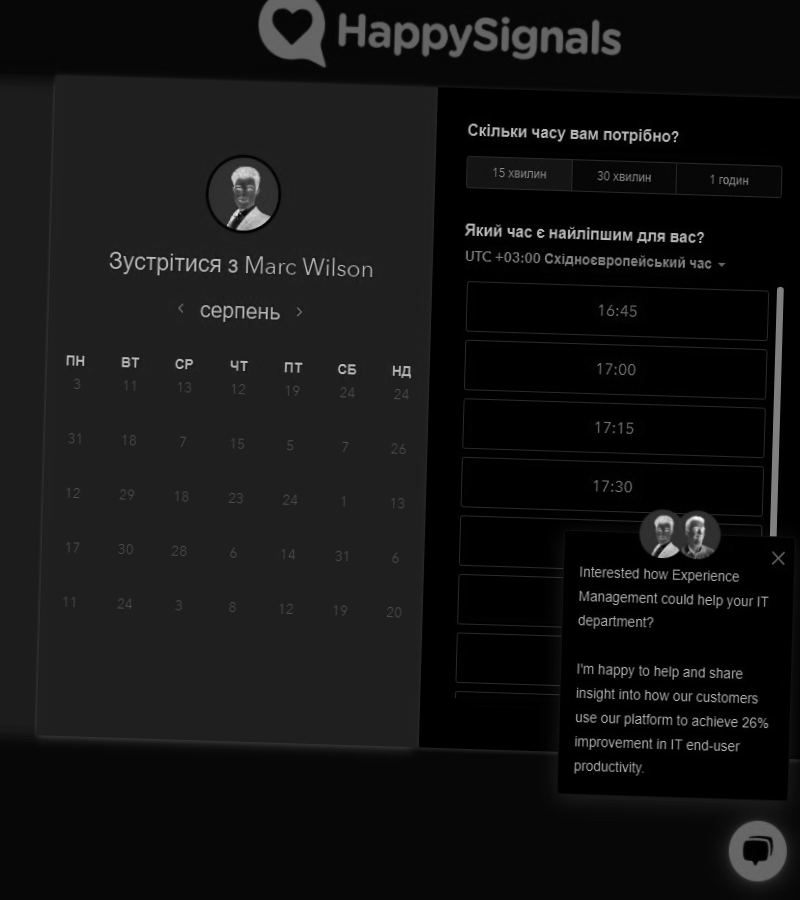 HappySignals
Зустрітися з Marc Wilson
серпень
ПН ВТ СР ЧТ ПТ СБ НД
3 11 13 12 19 24 24
31 18 7 15 5 7 26
12 29 18 23 24 1 13
17 30 28 6 14 31 6
11 24 3 8 12 19 20
Скільки часу вам потрібно?
15 хвилин 30 хвилин 1 годин
Який час є найліпшим для вас?
UTC +03:00 Східноєвропейський час
16:45
17:00
17:15
17:30
Interested how Experience
Management could help your IT
department?
I'm happy to help and share
insight into how our customers
use our platform to achieve 26%
improvement in IT end-user
productivity.